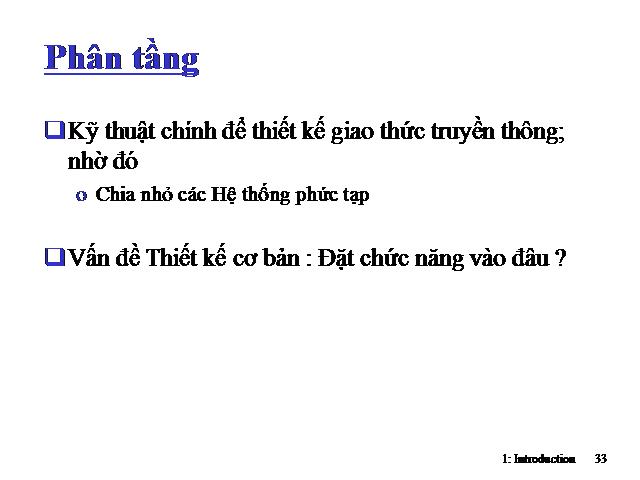 Phân tầng
Kỹ thuật chính để thiết kế giao thức truyền thông;
nhờ đó
o Chia nhỏ các Hệ thống phức tạp
Vấn đề Thiết kế cơ bản : Đặt chức năng vào đâu ?
1: Introduction 33